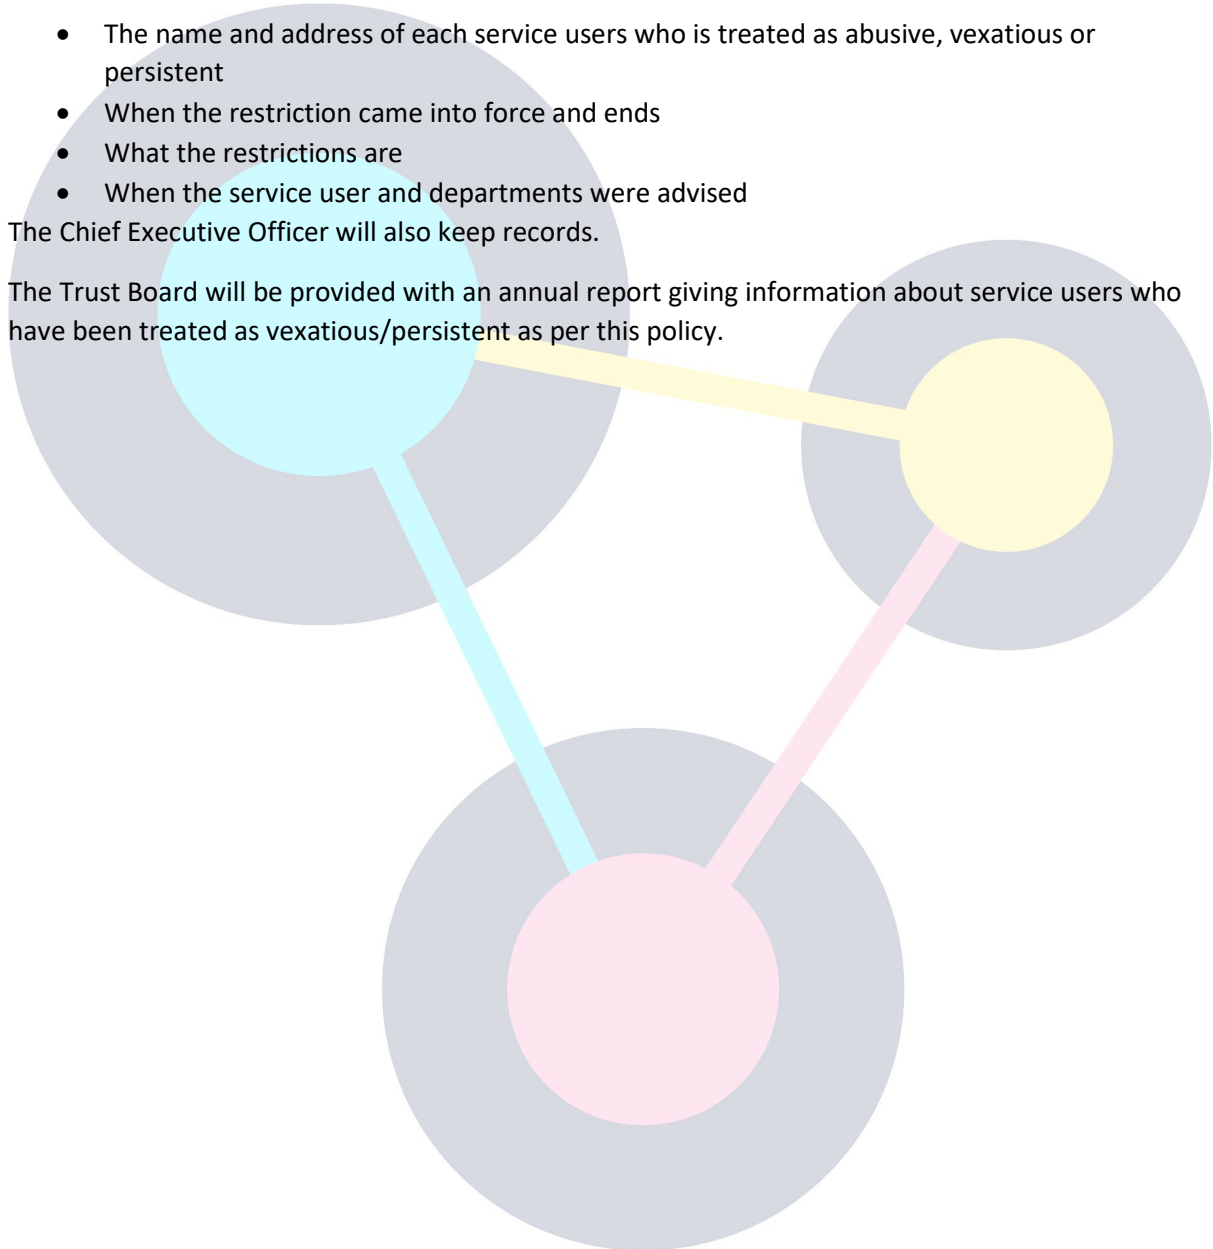 • The name and address of each service users who is treated as abusive, vexatious or
persistent
• When the restriction came into force and ends
• What the restrictions are
• When the service user and departments were advised
The Chief Executive Officer will also keep records.
The Trust Board will be provided with an annual report giving information about service users who
have been treated as vexatious/persistent as per this policy.